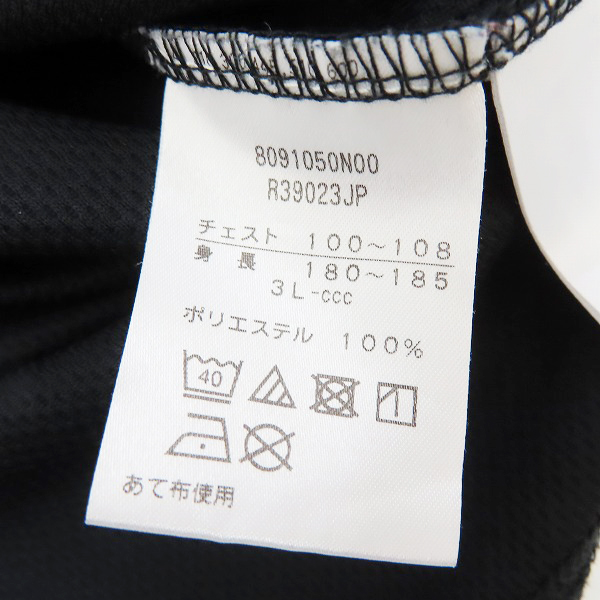 8091050N00
R39023JP
チェスト 100～108
身 長 180～185
3L-ccc
ポリエステル 100%
40
あて布使用